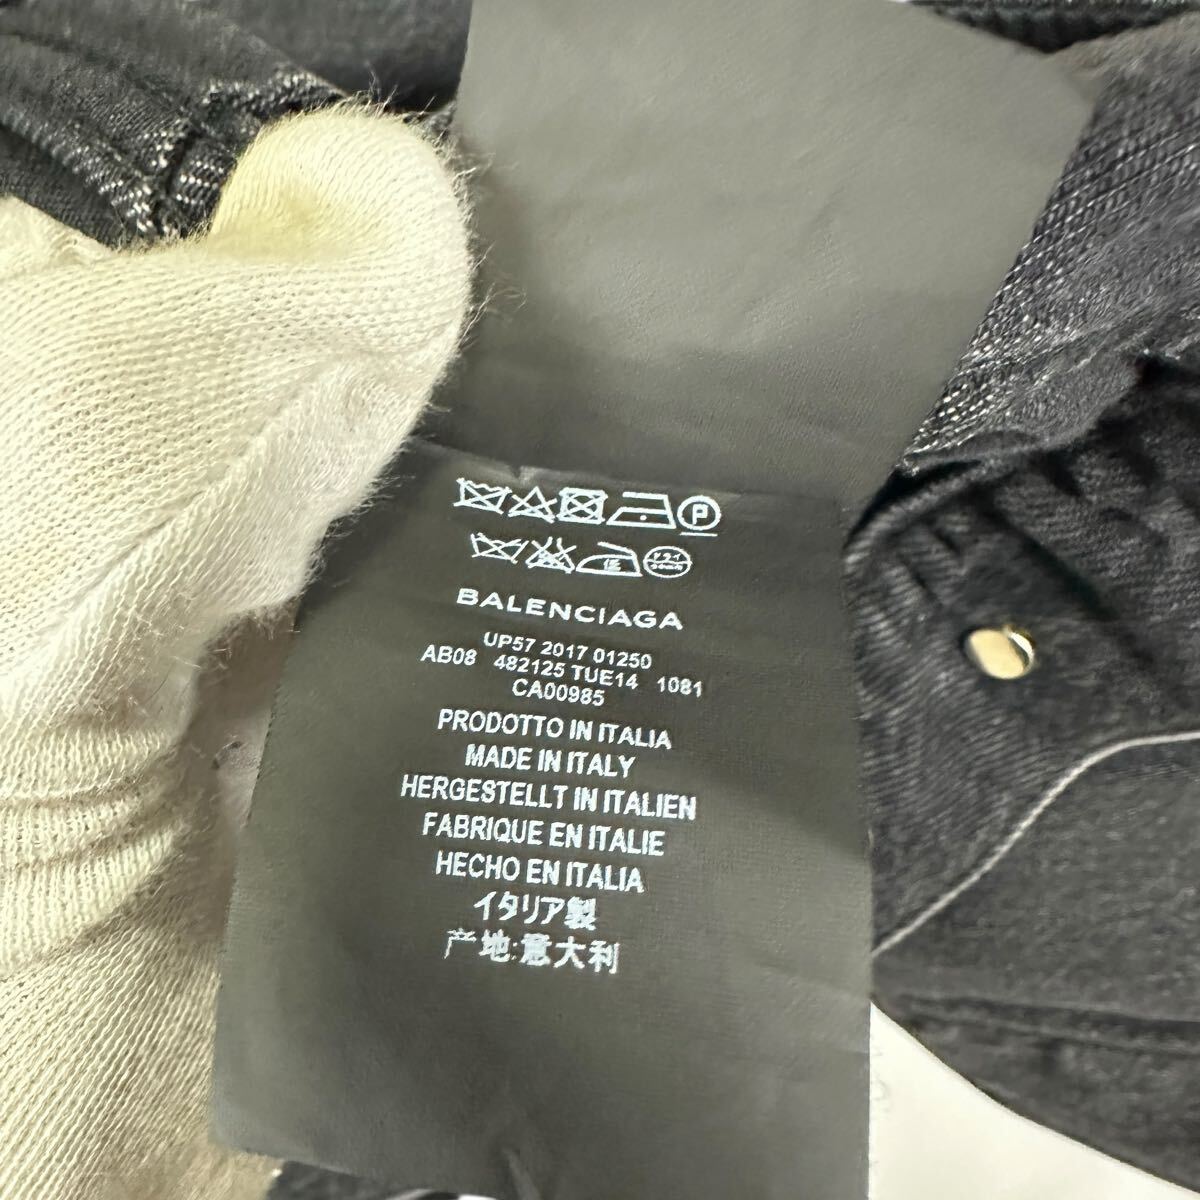 P
BALENCIAGA
UP57 2017 01250
AB08 482125 TUE14 1081
CA00985
PRODOTTO IN ITALIA
MADE IN ITALY
HERGESTELLT IN ITALIEN
FABRIQUE EN ITALIE
HECHO EN ITALIA
イタリア製
产地:意大利